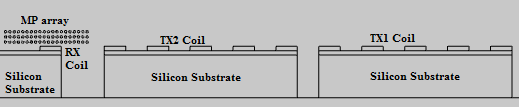 MP array
RX
Coil
TX2 Coil
TX1 Coil
Silicon
Substrate
Silicon Substrate
Silicon Substrate